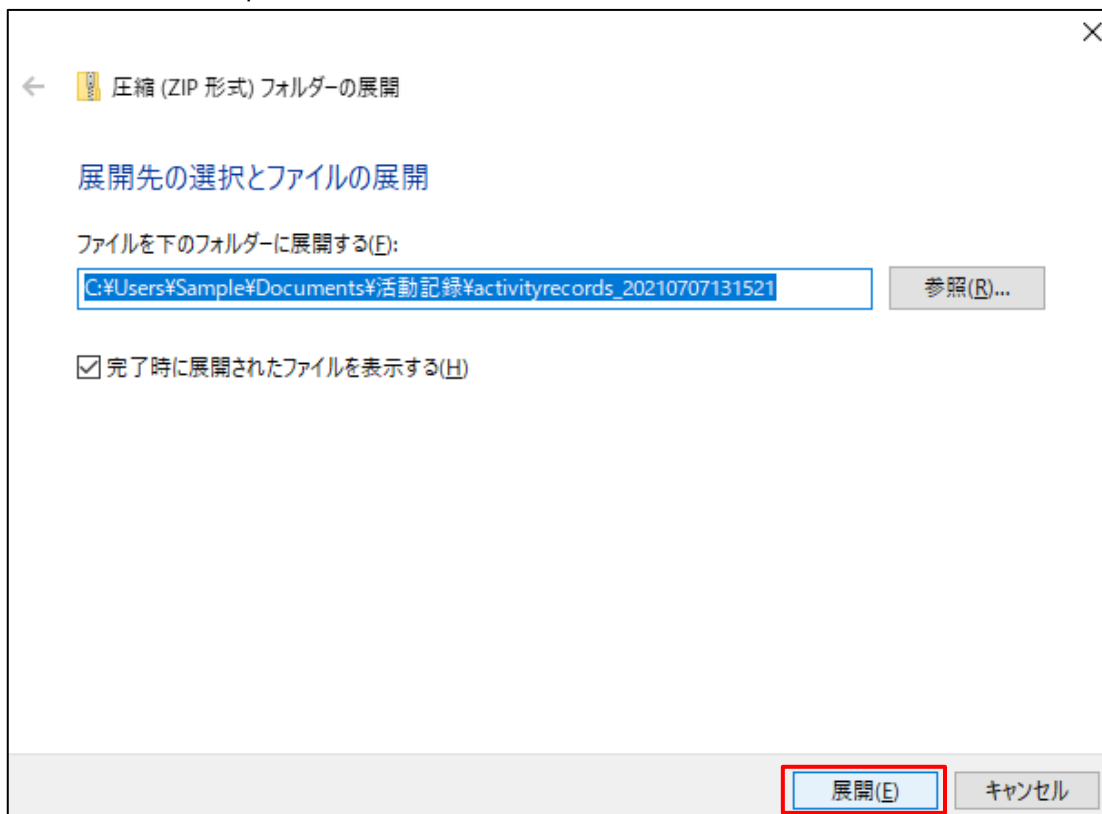 圧縮 (ZIP 形式) フォルダーの展開
展開先の選択とファイルの展開
ファイルを下のフォルダーに展開する(F):
C:¥Users¥Sample¥Documents¥活動記録¥activityrecords_20210707131521
参照(R)...
完了時に展開されたファイルを表示する(H)
展開(E)
キャンセル